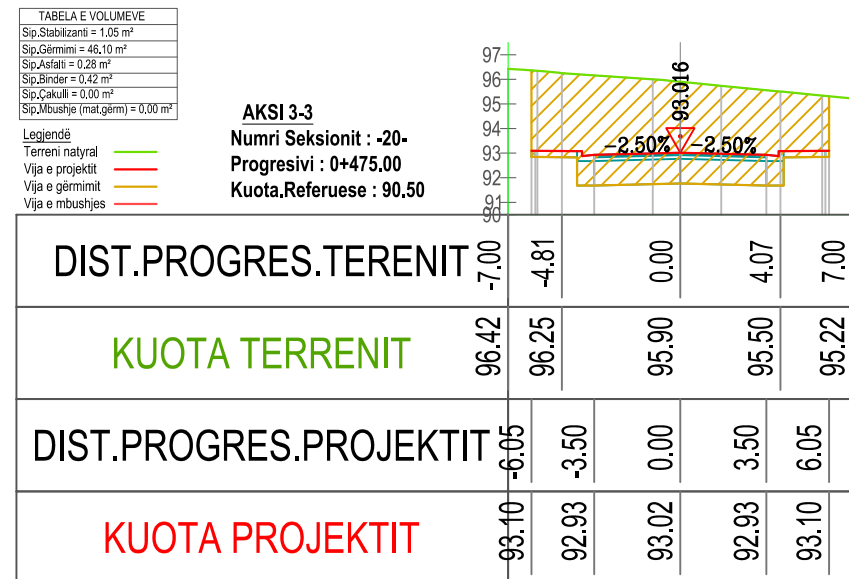 TABELA E VOLUMEVE
Sip.Stabilizanti = 1.05 m²
Sip.Gërmimi = 46.10 m²
Sip.Asfalti = 0.28 m²
Sip.Binder = 0.42 m²
Sip.Çakulli = 0.00 m²
Sip.Mbushje (mat.gërm) = 0.00 m²
Legjendë
Terreni natyral
Vija e projektit
Vija e gërmimit
Vija e mbushjes
AKSI 3-3
Numri Seksionit : -20-
Progresivi : 0+475.00
Kuota.Referuese : 90.50
97
96
95
94
93
92
91
90
93.016
-2.50% -2.50%
DIST.PROGRES.TERENIT -7.00 -4.81 0.00 4.07 7.00
KUOTA TERRENIT 96.42 96.25 95.90 95.50 95.22
DIST.PROGRES.PROJEKTIT -6.05 -3.50 0.00 3.50 6.05
KUOTA PROJEKTIT 93.10 92.93 93.02 92.93 93.10